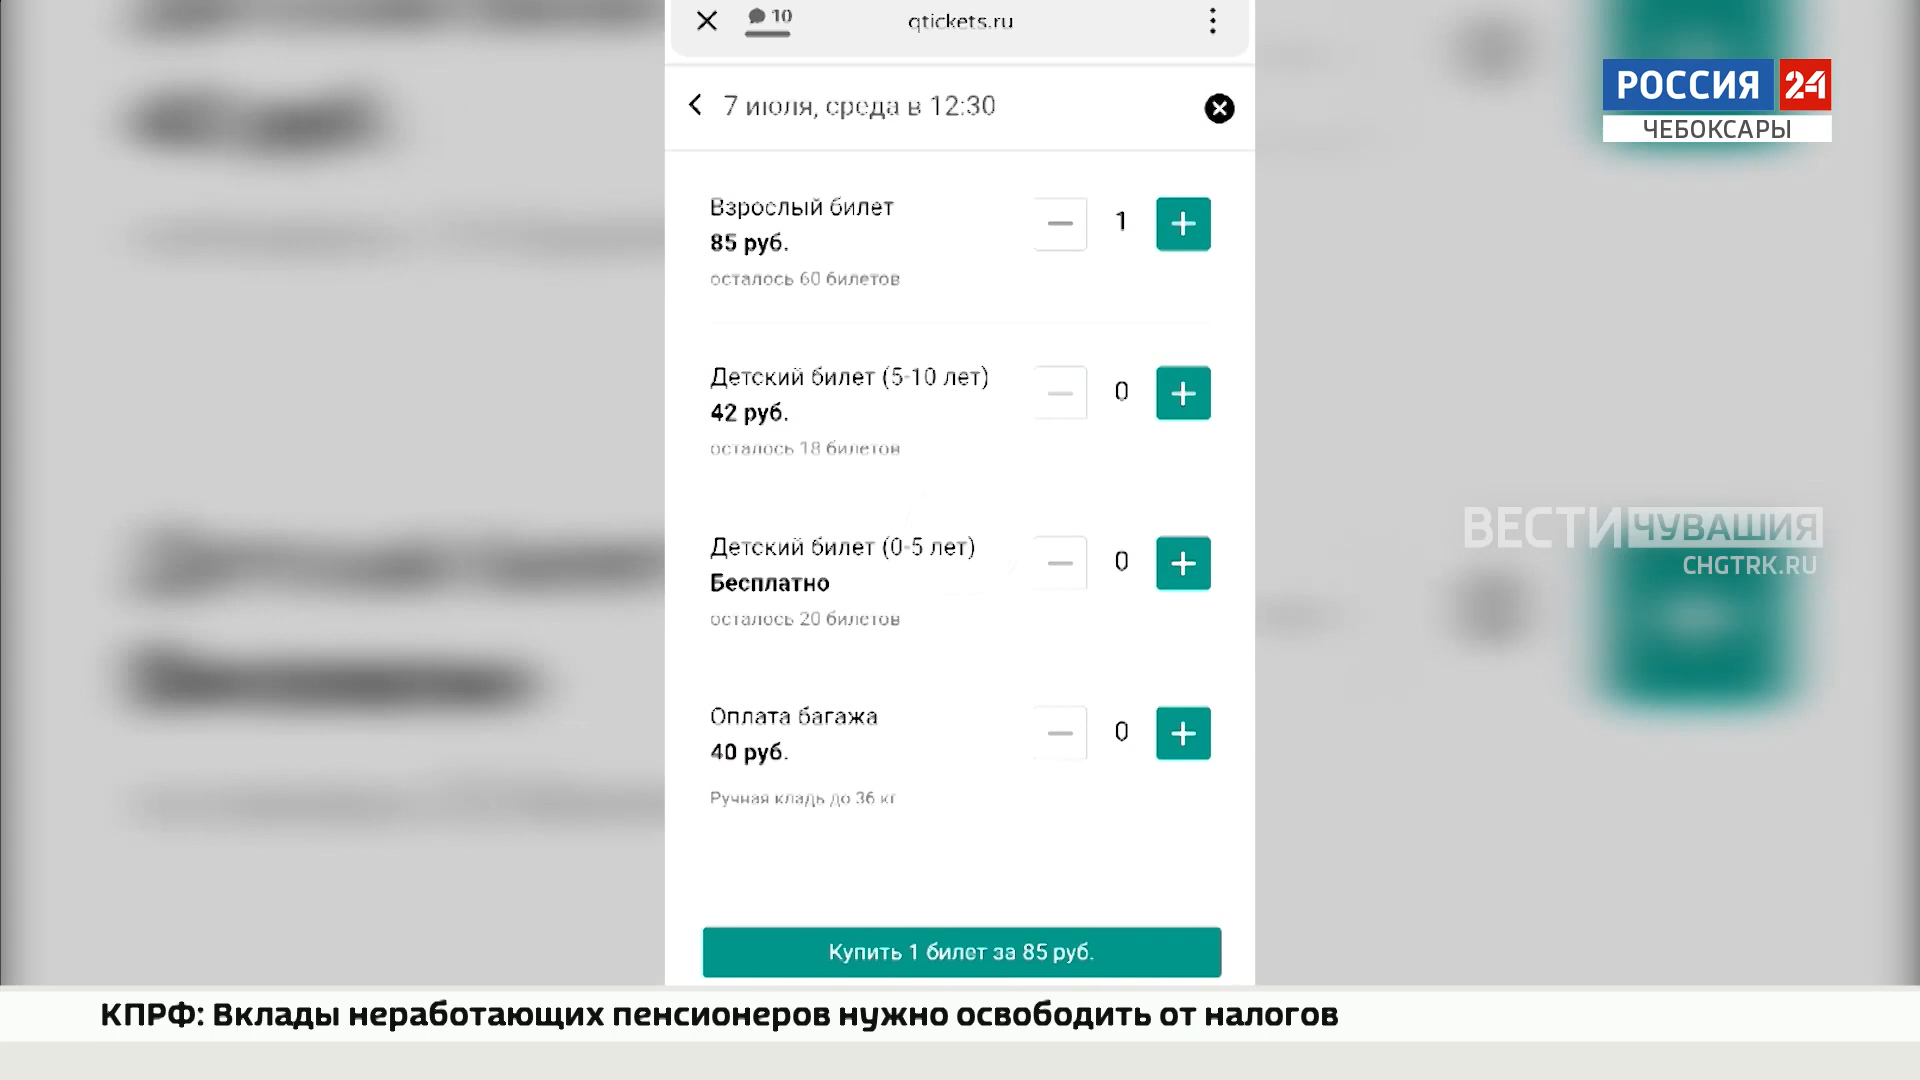 10
qtickets.ru
РОССИЯ 24
ЧЕБОКСАРЫ
7 июля, среда в 12:30
Взрослый билет
85 руб.
осталось 60 билетов
1
Детский билет (5-10 лет)
42 руб.
осталось 18 билетов
0
Детский билет (0-5 лет)
Бесплатно
осталось 20 билетов
0
ВЕСТИ ЧУВАШИЯ
CHGTRK.RU
Оплата багажа
40 руб.
Ручная кладь до 36 кг
0
Купить 1 билет за 85 руб.
КПРФ: Вклады неработающих пенсионеров нужно освободить от налогов